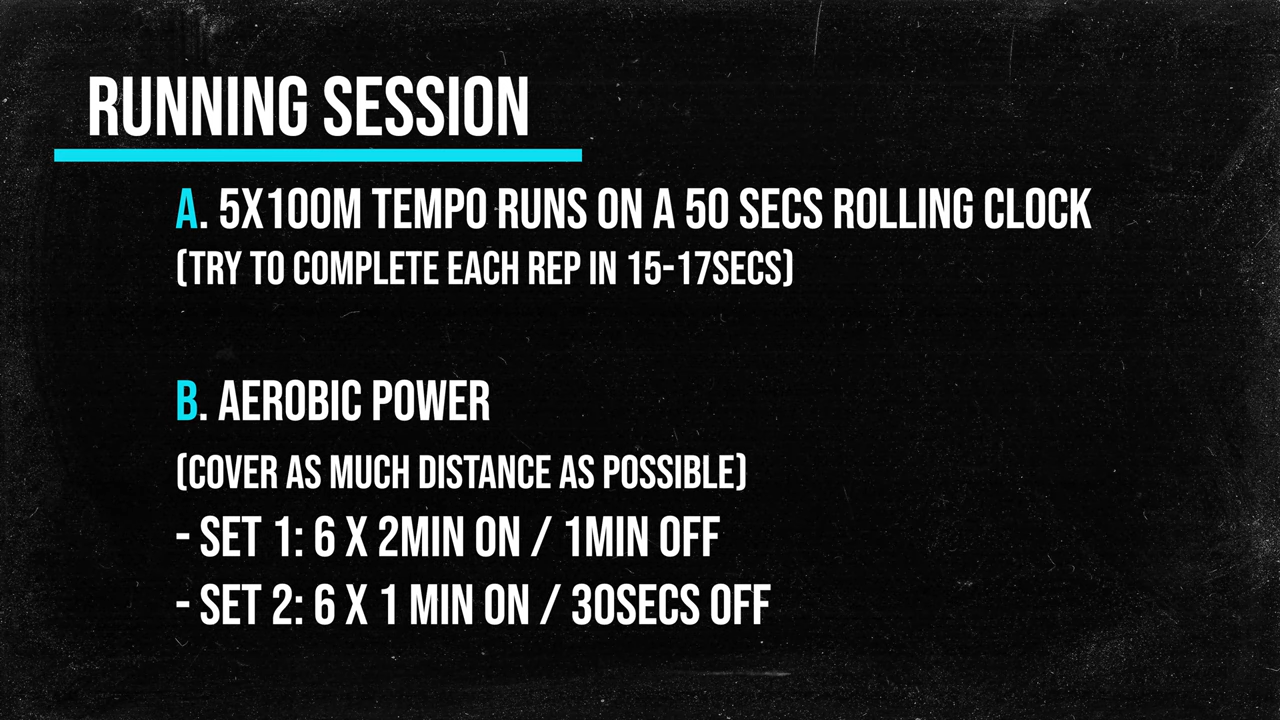 RUNNING SESSION
A. 5X100M TEMPO RUNS ON A 50 SECS ROLLING CLOCK
(TRY TO COMPLETE EACH REP IN 15-17SECS)
B. AEROBIC POWER
(COVER AS MUCH DISTANCE AS POSSIBLE)
- SET 1: 6 X 2MIN ON / 1MIN OFF
- SET 2: 6 X 1 MIN ON / 30SECS OFF